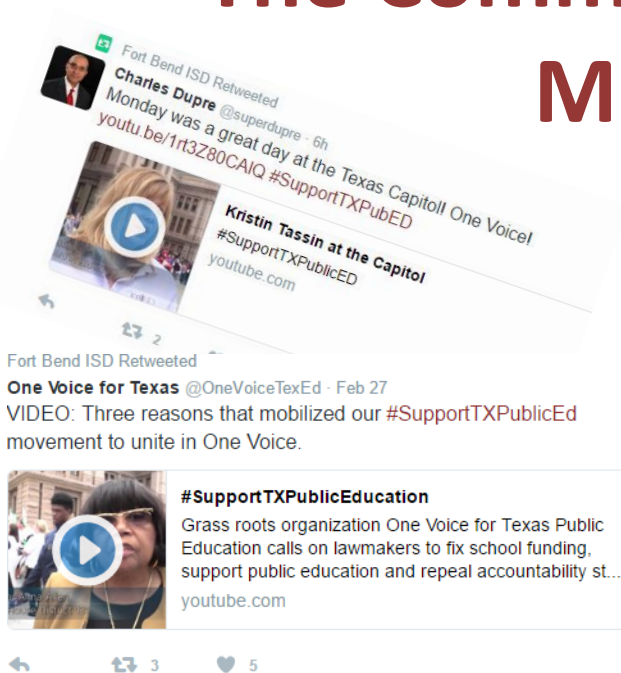 Fort Bend ISD Retweeted
Charles Dupre @superdupre · 6h
Monday was a great day at the Texas Capitol! One Voice!
youtu.be/1rt3Z80CAIQ #SupportTXPubED
Kristin Tassin at the Capitol
#SupportTXPublicED
youtube.com
2
Fort Bend ISD Retweeted
One Voice for Texas @OneVoiceTexEd · Feb 27
VIDEO: Three reasons that mobilized our #SupportTXPublicEd
movement to unite in One Voice.
#SupportTXPublicEducation
Grass roots organization One Voice for Texas Public
Education calls on lawmakers to fix school funding,
support public education and repeal accountability st...
youtube.com
3 5